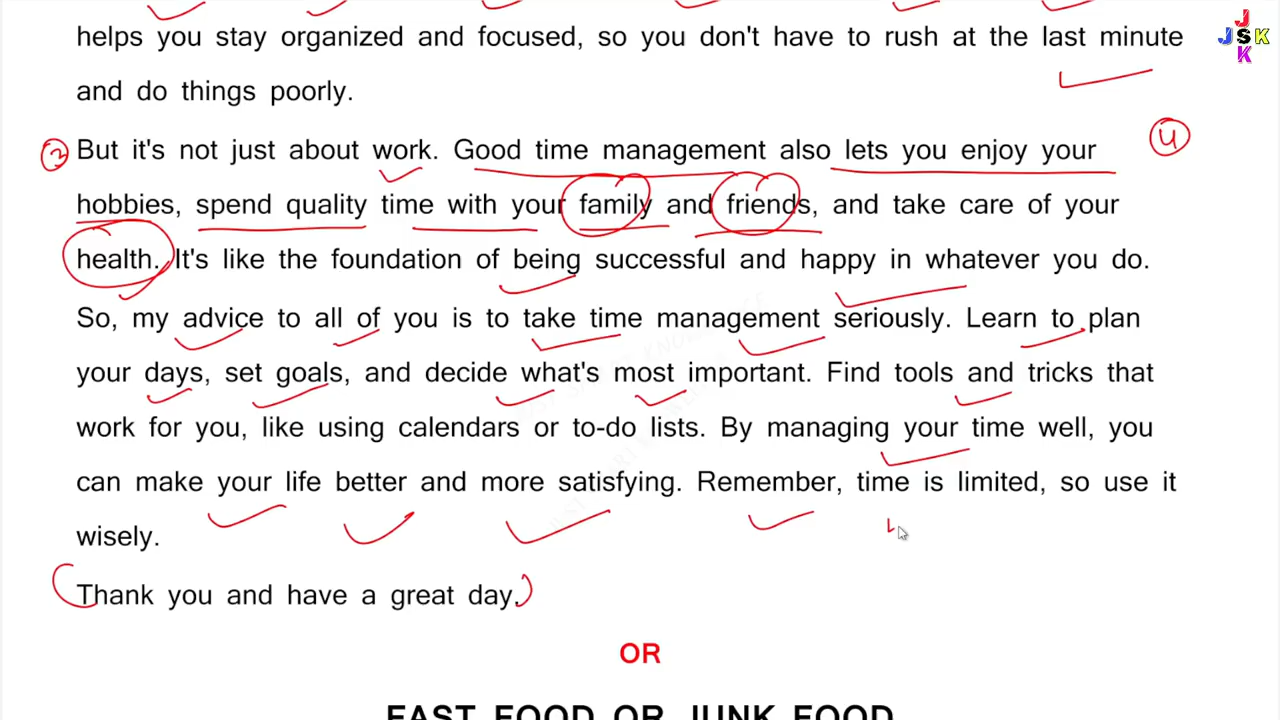 J
J S K
K
helps you stay organized and focused, so you don't have to rush at the last minute
and do things poorly.
3 But it's not just about work. Good time management also lets you enjoy your 4
hobbies, spend quality time with your family and friends, and take care of your
health. It's like the foundation of being successful and happy in whatever you do.
So, my advice to all of you is to take time management seriously. Learn to plan
your days, set goals, and decide what's most important. Find tools and tricks that
work for you, like using calendars or to-do lists. By managing your time well, you
can make your life better and more satisfying. Remember, time is limited, so use it
wisely.
Thank you and have a great day.
OR
FAST FOOD OR JUNK FOOD